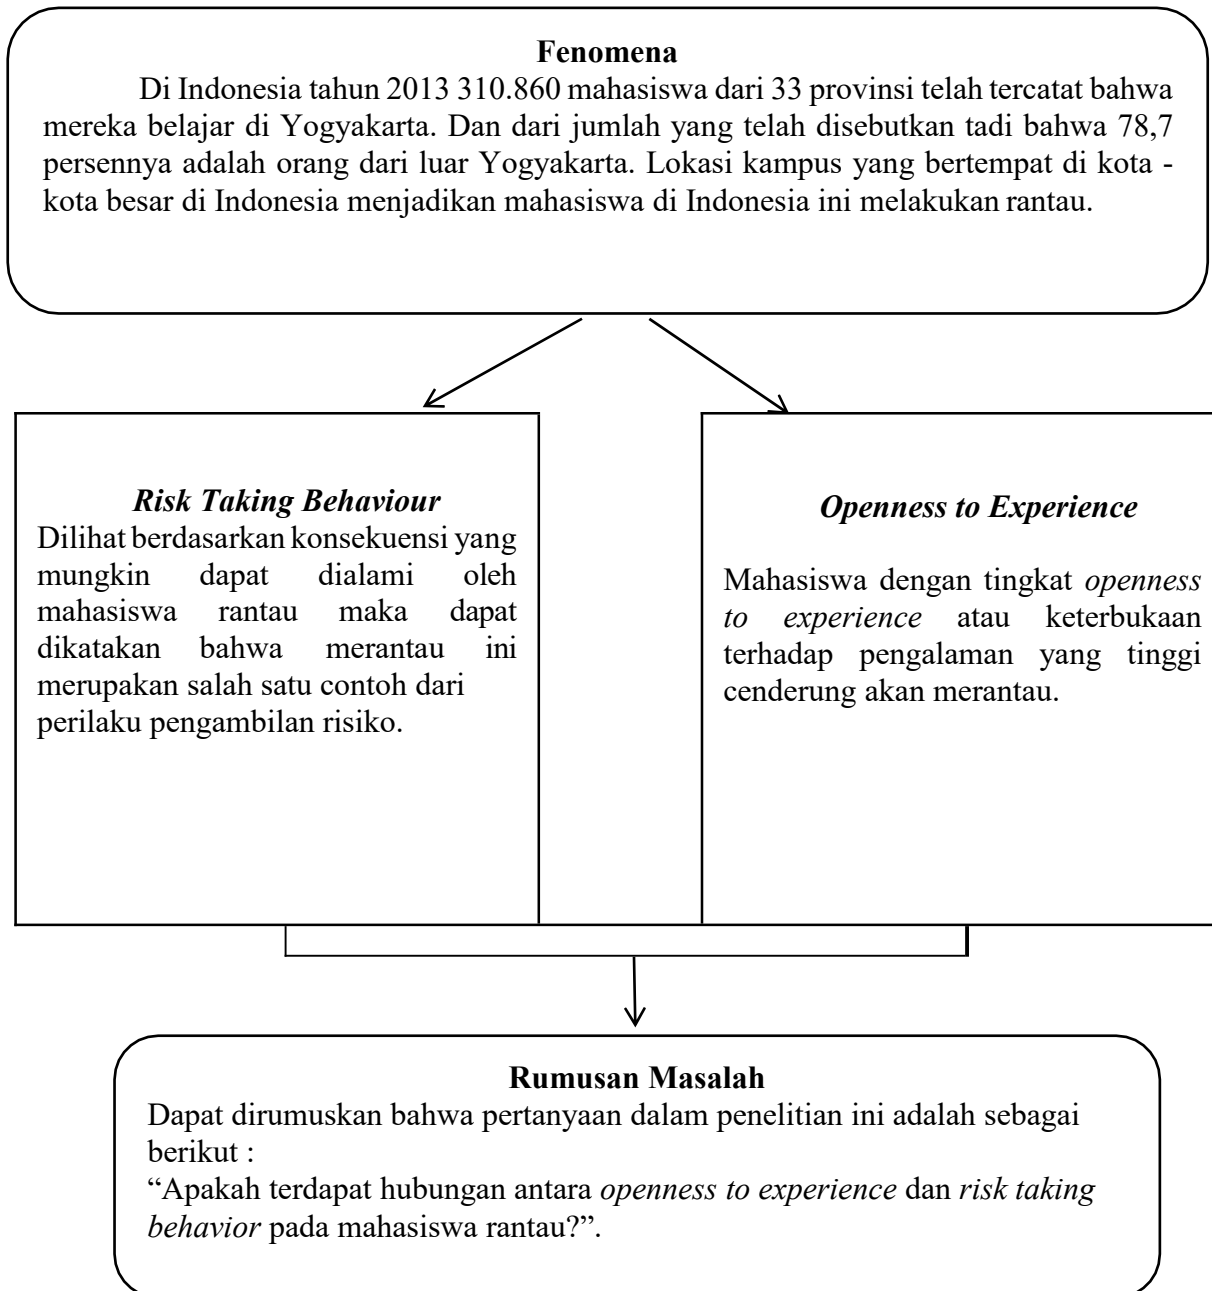 Fenomena
Di Indonesia tahun 2013 310.860 mahasiswa dari 33 provinsi telah tercatat bahwa
mereka belajar di Yogyakarta. Dan dari jumlah yang telah disebutkan tadi bahwa 78,7
persennya adalah orang dari luar Yogyakarta. Lokasi kampus yang bertempat di kota -
kota besar di Indonesia menjadikan mahasiswa di Indonesia ini melakukan rantau.
Risk Taking Behaviour
Dilihat berdasarkan konsekuensi yang
mungkin dapat dialami oleh
mahasiswa rantau maka dapat
dikatakan bahwa merantau ini
merupakan salah satu contoh dari
perilaku pengambilan risiko.
Openness to Experience
Mahasiswa dengan tingkat openness
to experience atau keterbukaan
terhadap pengalaman yang tinggi
cenderung akan merantau.
Rumusan Masalah
Dapat dirumuskan bahwa pertanyaan dalam penelitian ini adalah sebagai
berikut :
“Apakah terdapat hubungan antara openness to experience dan risk taking
behavior pada mahasiswa rantau?”.